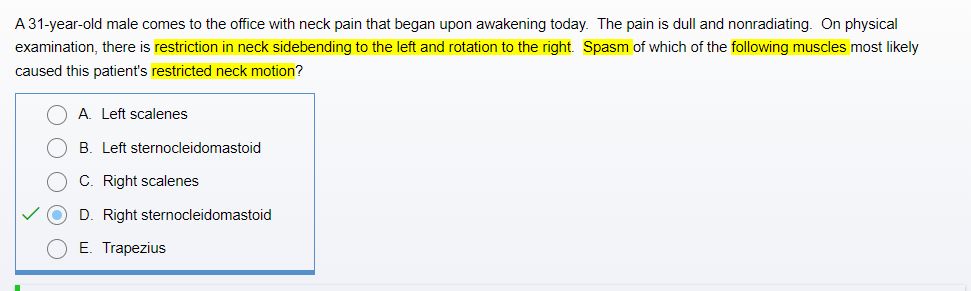 A 31-year-old male comes to the office with neck pain that began upon awakening today.  The pain is dull and nonradiating.  On physical
examination, there is restriction in neck sidebending to the left and rotation to the right.  Spasm of which of the following muscles most likely
caused this patient's restricted neck motion?
A.  Left scalenes
B.  Left sternocleidomastoid
C.  Right scalenes
D.  Right sternocleidomastoid
E.  Trapezius